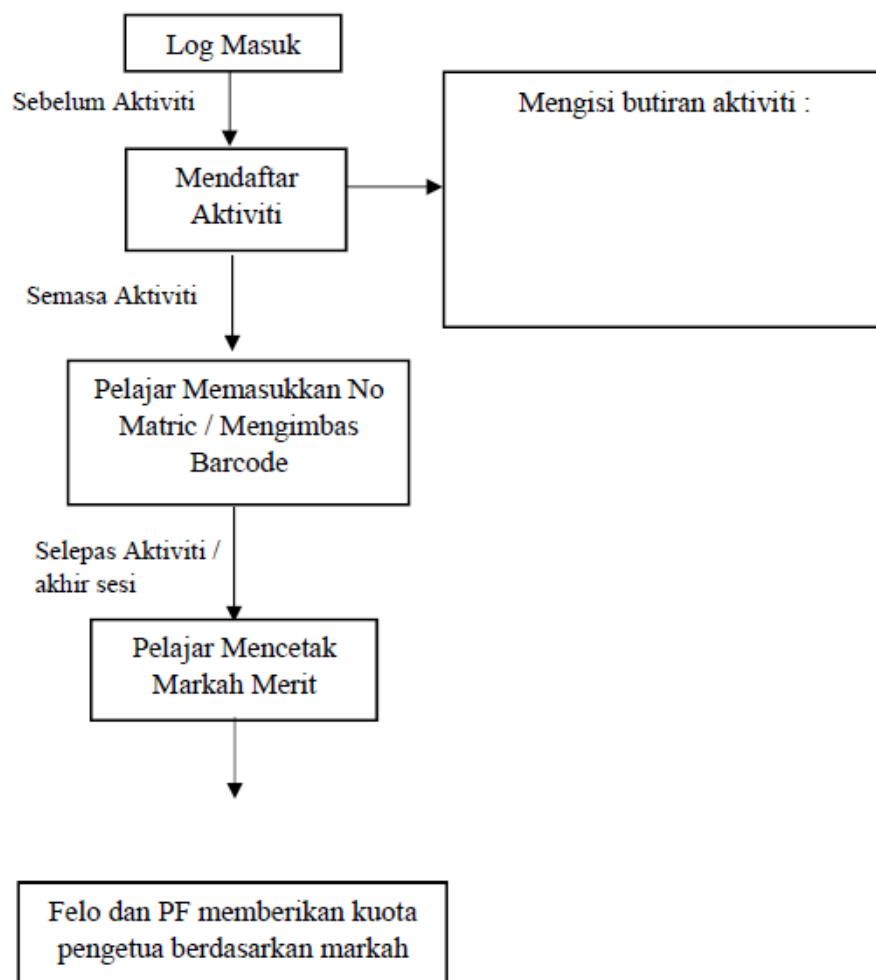 Log Masuk
Sebelum Aktiviti
Mengisi butiran aktiviti :
Mendaftar
Aktiviti
Semasa Aktiviti
Pelajar Memasukkan No
Matric / Mengimbas
Barcode
Selepas Aktiviti /
akhir sesi
Pelajar Mencetak
Markah Merit
Felo dan PF memberikan kuota
pengetua berdasarkan markah